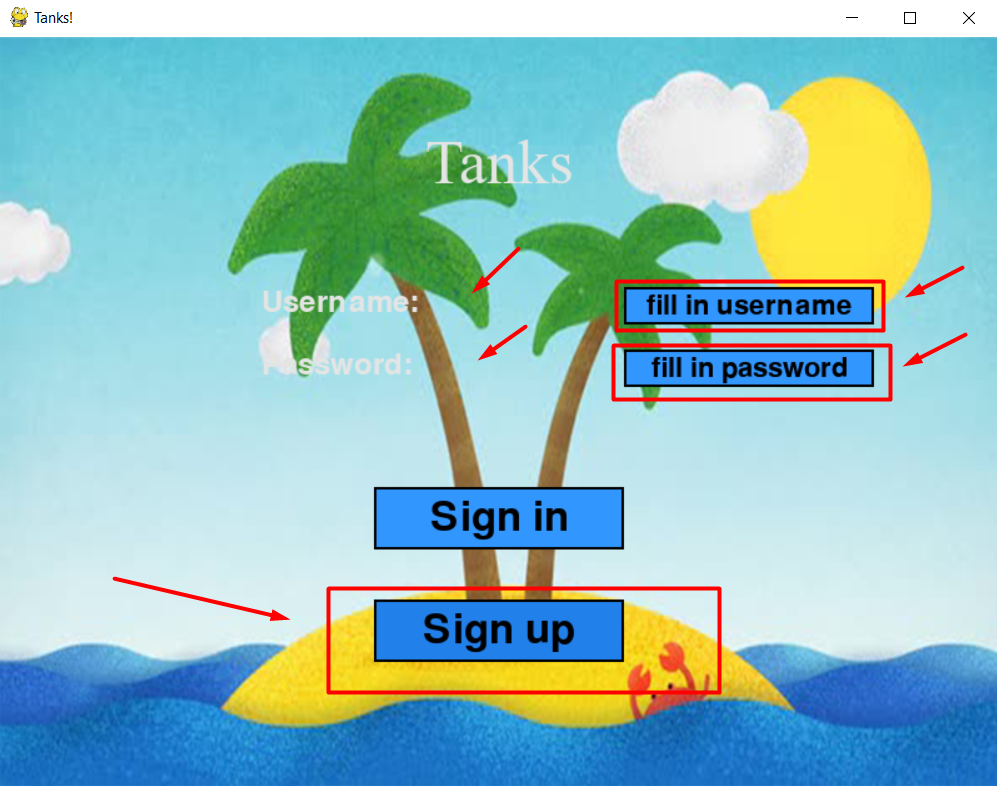 Tanks!
Tanks
Username:
fill in username
Password:
fill in password
Sign in
Sign up